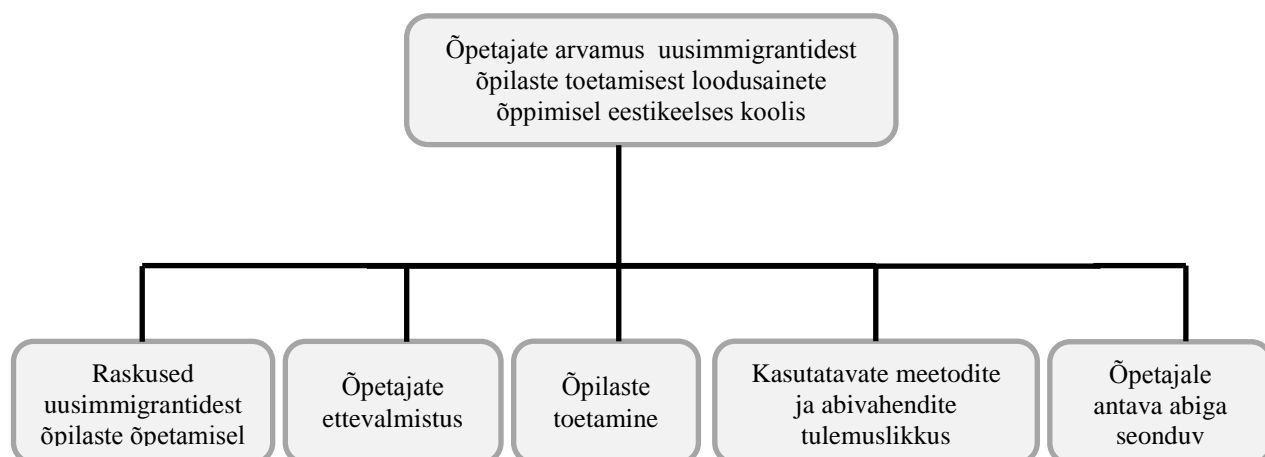 Õpetajate arvamus uusimmigrantidest
õpilaste toetamisest loodusainete
õppimisel eestikeelses koolis
Raskused
uusimmigrantidest
õpilaste õpetamisel
Õpetajate
ettevalmistus
Õpilaste
toetamine
Kasutatavate meetodite
ja abivahendite
tulemuslikkus
Õpetajale
antava abiga
seonduv